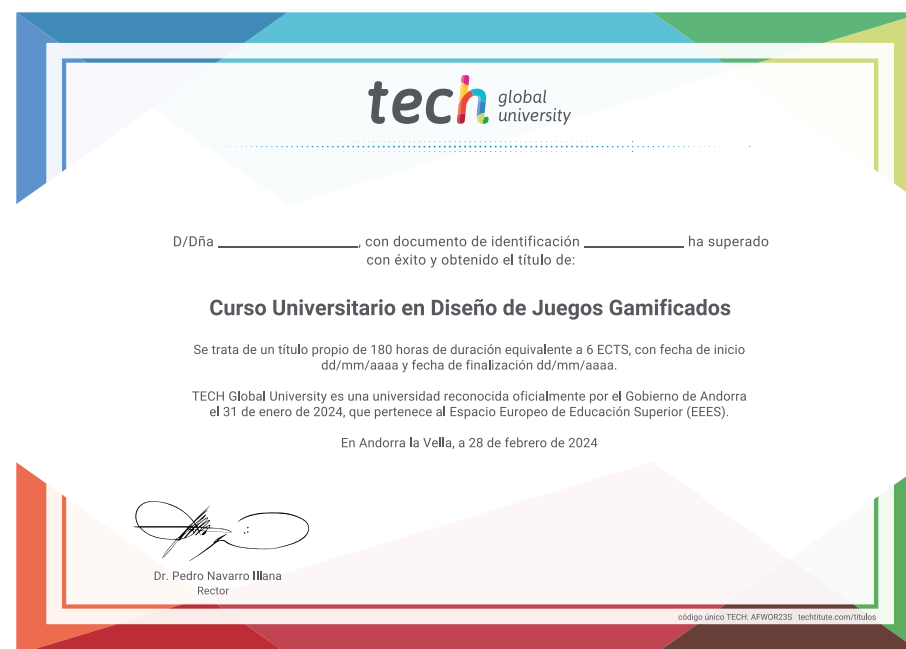 tech global university
D/Dña ______________, con documento de identificación __________ ha superado
con éxito y obtenido el título de:
Curso Universitario en Diseño de Juegos Gamificados
Se trata de un título propio de 180 horas de duración equivalente a 6 ECTS, con fecha de inicio
dd/mm/aaaa y fecha de finalización dd/mm/aaaa.
TECH Global University es una universidad reconocida oficialmente por el Gobierno de Andorra
el 31 de enero de 2024, que pertenece al Espacio Europeo de Educación Superior (EEES).
En Andorra la Vella, a 28 de febrero de 2024
Dr. Pedro Navarro Illana
Rector
código único TECH: AFWOR23S techtitute.com/titulos